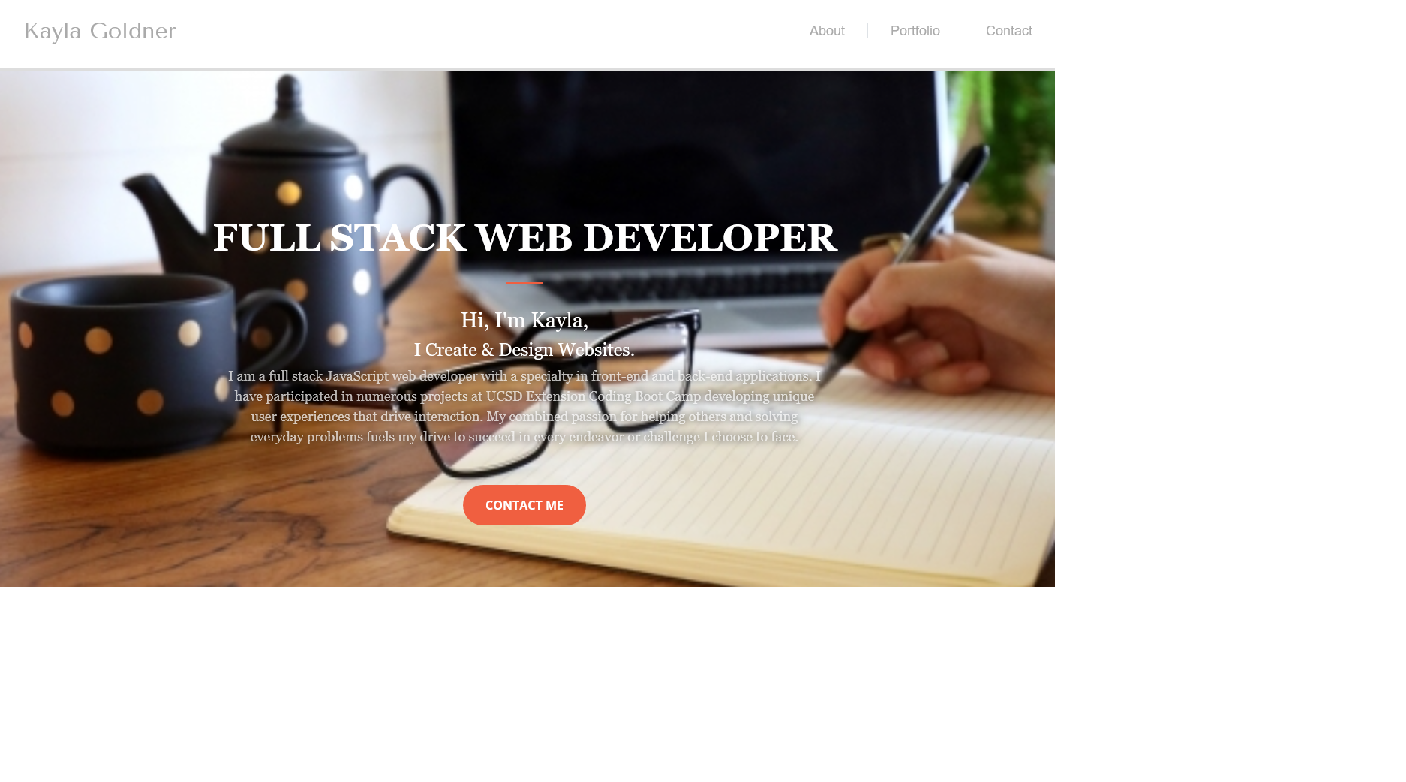 Kayla Goldner
About
Portfolio
Contact
FULL STACK WEB DEVELOPER
Hi, I'm Kayla,
I Create & Design Websites.
I am a full stack JavaScript web developer with a specialty in front-end and back-end applications. I
have participated in numerous projects at UCSD Extension Coding Boot Camp developing unique
user experiences that drive interaction. My combined passion for helping others and solving
everyday problems fuels my drive to succeed in every endeavor or challenge I choose to face.
CONTACT ME